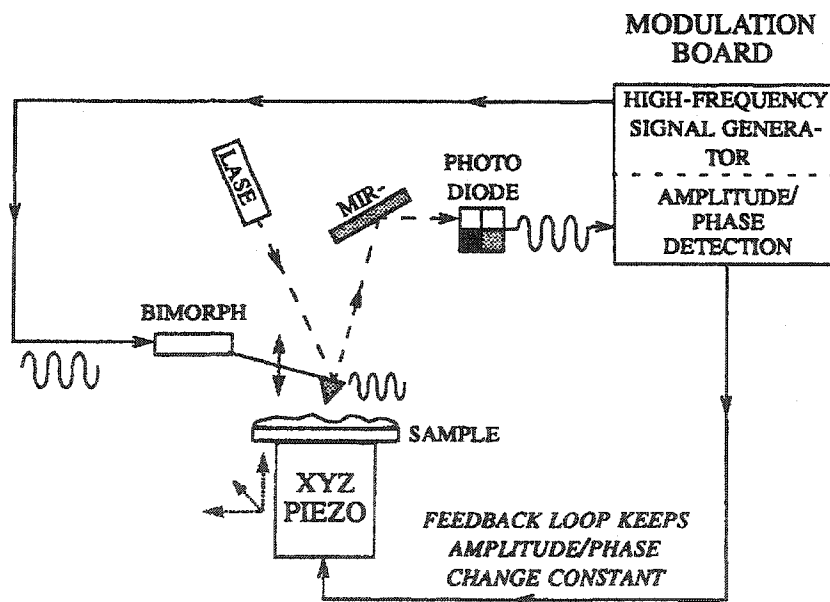 MODULATION
BOARD
HIGH-FREQUENCY
SIGNAL GENERA-
TOR
AMPLITUDE/
PHASE
DETECTION
LASE
MIR-
PHOTO
DIODE
BIMORPH
SAMPLE
XYZ
PIEZO
FEEDBACK LOOP KEEPS
AMPLITUDE/PHASE
CHANGE CONSTANT